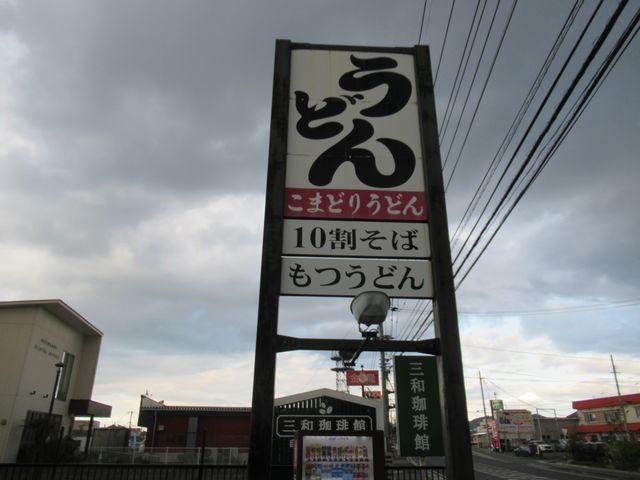 うどん
こまどりうどん
10割そば
もつうどん
三和珈琲館
三和珈琲館